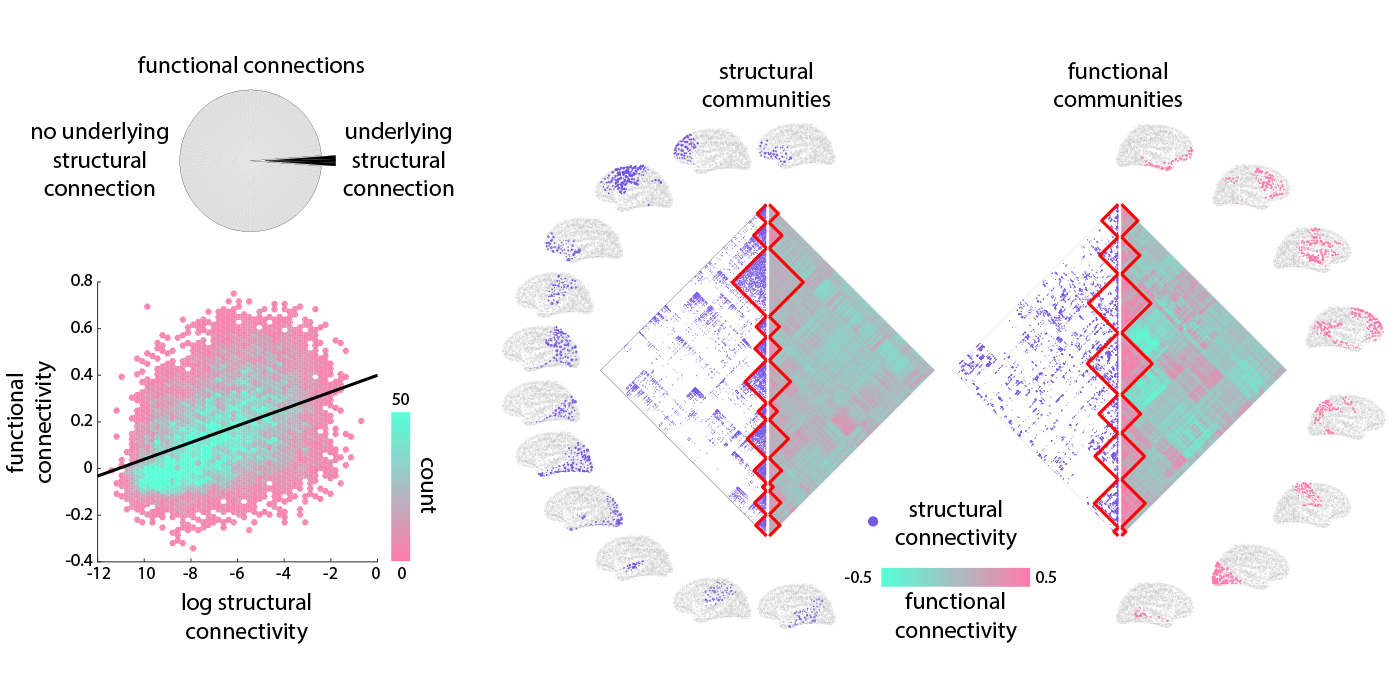 functional connections
no underlying
structural
connection
underlying
structural
connection
0.8
0.6
0.4
0.2
0
-0.2
-0.4
functional
connectivity
-12
10
-8
-6
-4
-2
0
log structural
connectivity
50
count
0
structural
communities
functional
communities
structural
connectivity
-0.5
0.5
functional
connectivity